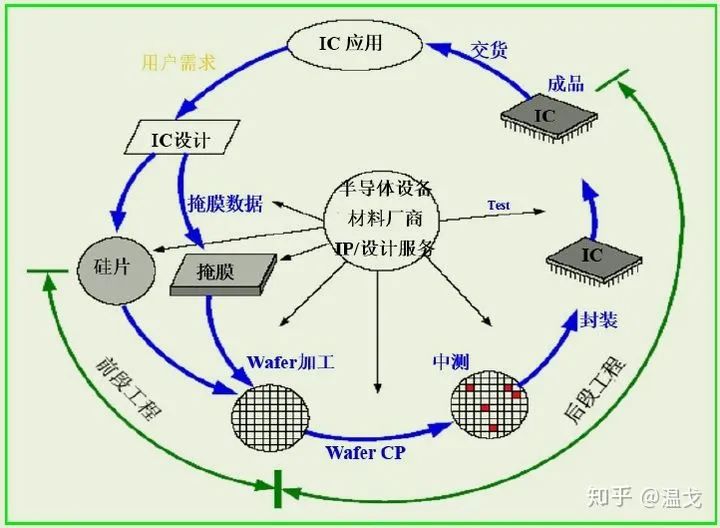 IC 应用
用户需求
交货
成品
IC
IC设计
半导体设备
材料厂商
IP/设计服务
掩膜数据
Test
硅片
掩膜
IC
封装
Wafer加工
中测
前段工程
后段工程
Wafer CP
知乎 @温戈